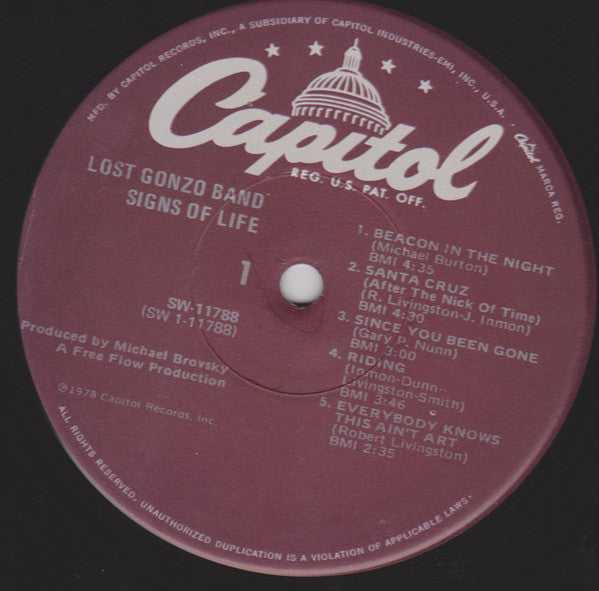 MFD. BY CAPITOL RECORDS, INC., A SUBSIDIARY OF CAPITOL INDUSTRIES-EMI, INC., U.S.A.
Capitol MARCA REG.
Capitol
REG. U.S. PAT. OFF.
LOST GONZO BAND
SIGNS OF LIFE
1
SW-11788
(SW 1-11788)
Produced by Michael Brovsky
A Free Flow Production
℗1978 Capitol Records, Inc.
1. BEACON IN THE NIGHT
(Michael Burton)
BMI 4:35
2. SANTA CRUZ
(After The Nick Of Time)
(R. Livingston-J. Inmon)
BMI 4:30
3. SINCE YOU BEEN GONE
(Gary P. Nunn)
BMI 3:00
4. RIDING
(Inmon-Dunn-
Livingston-Smith)
BMI 3:46
5. EVERYBODY KNOWS
THIS AIN'T ART
(Robert Livingston)
BMI 2:35
ALL RIGHTS RESERVED. UNAUTHORIZED DUPLICATION IS A VIOLATION OF APPLICABLE LAWS.